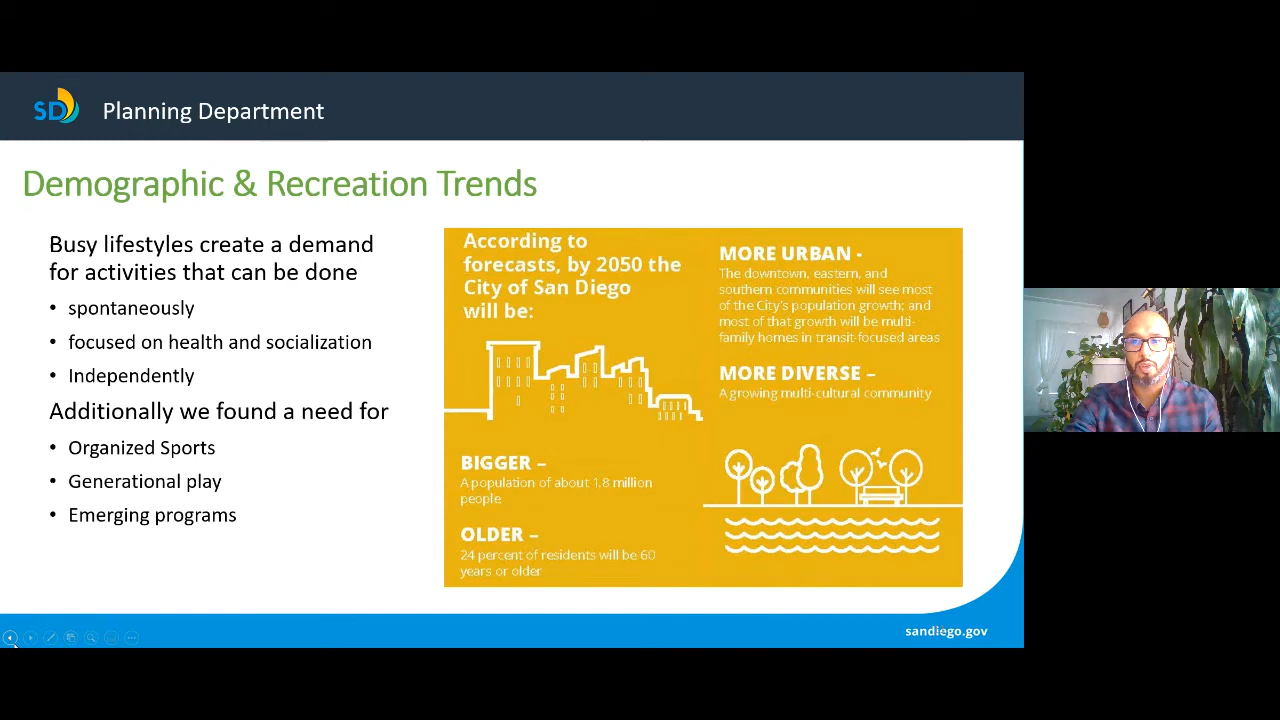 SD
Planning Department
Demographic & Recreation Trends
Busy lifestyles create a demand
for activities that can be done
• spontaneously
• focused on health and socialization
• Independently
Additionally we found a need for
• Organized Sports
• Generational play
• Emerging programs
According to
forecasts, by 2050 the
City of San Diego
will be:
BIGGER –
A population of about 1.8 million
people
OLDER –
24 percent of residents will be 60
years or older
MORE URBAN -
The downtown, eastern, and
southern communities will see most
of the City's population growth; and
most of that growth will be multi-
family homes in transit-focused areas
MORE DIVERSE –
A growing multi-cultural community
sandiego.gov